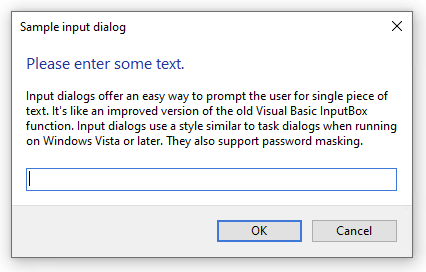 Sample input dialog
Please enter some text.
Input dialogs offer an easy way to prompt the user for single piece of
text. It's like an improved version of the old Visual Basic InputBox
function. Input dialogs use a style similar to task dialogs when running
on Windows Vista or later. They also support password masking.
OK Cancel